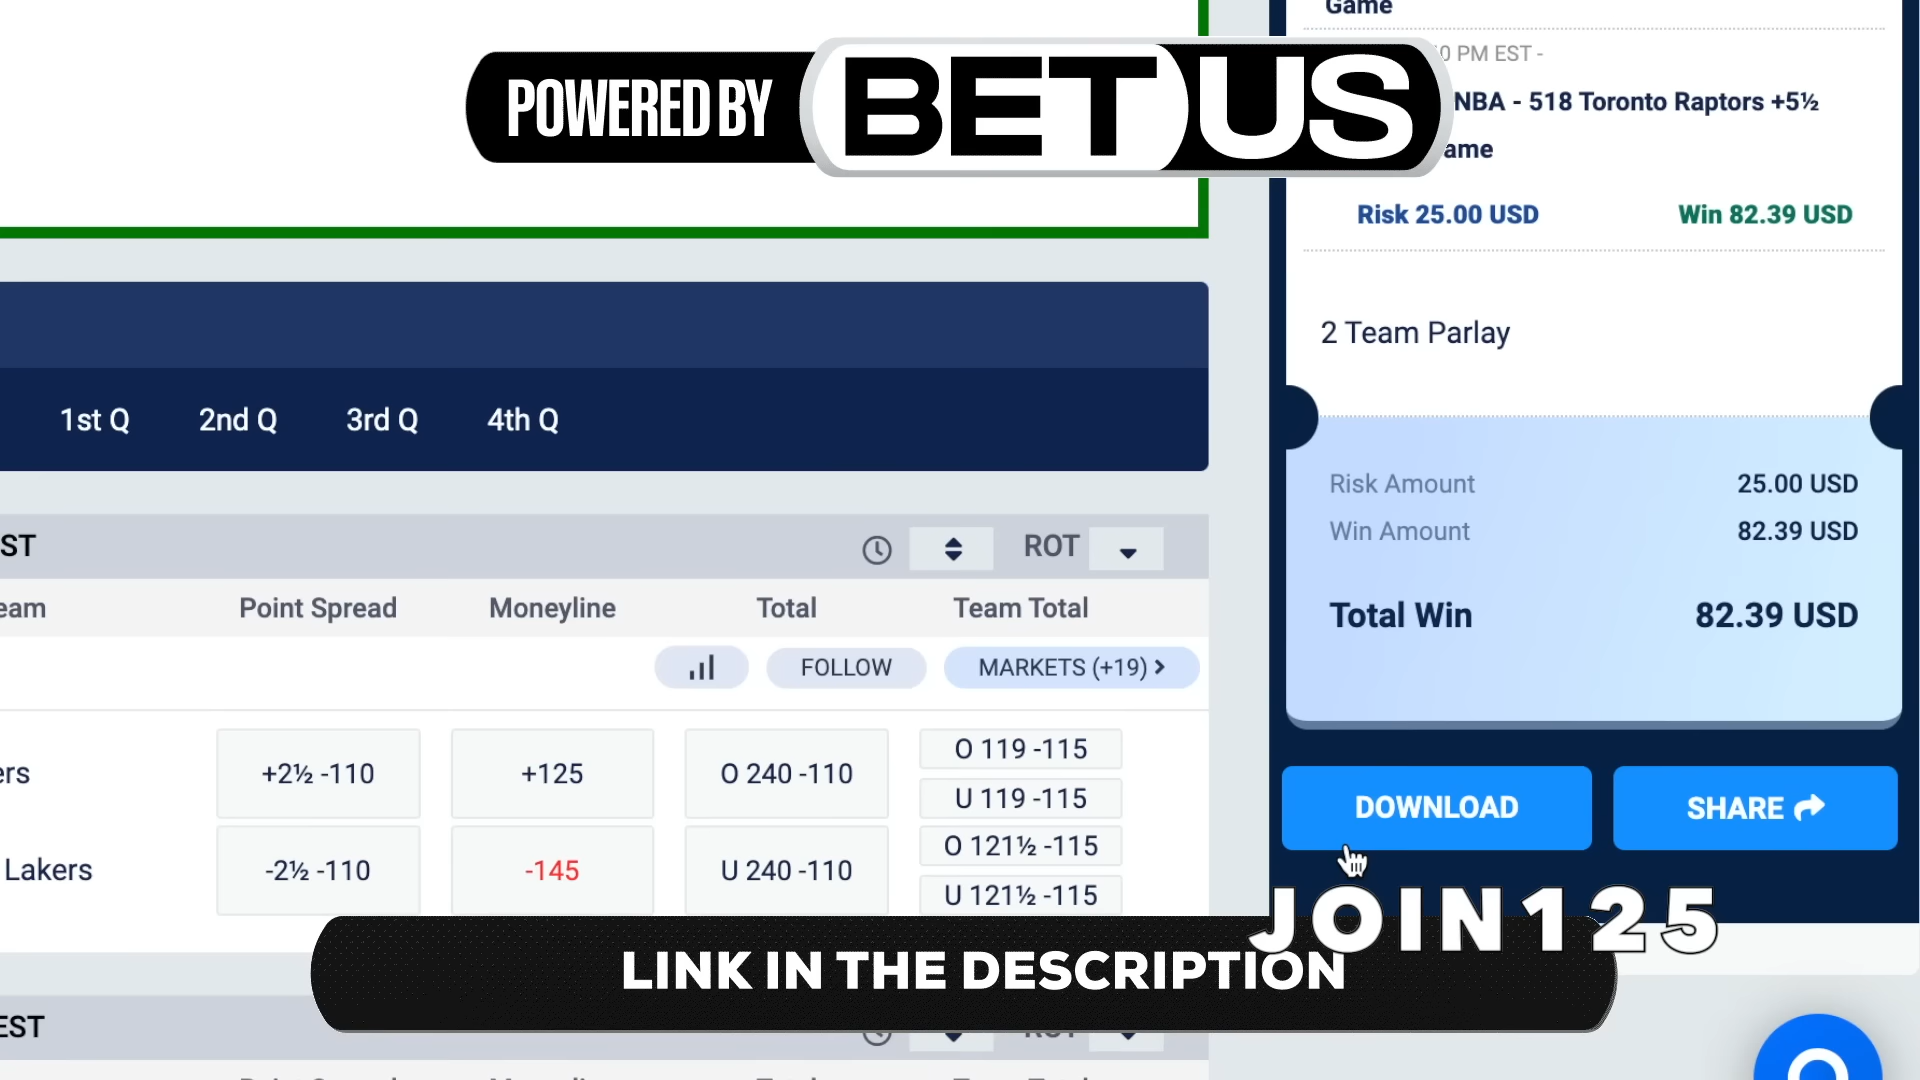 Game
POWERED BY BET US
PM EST -
NBA - 518 Toronto Raptors +5½
ame
Risk 25.00 USD Win 82.39 USD
2 Team Parlay
1st Q 2nd Q 3rd Q 4th Q
Risk Amount 25.00 USD
Win Amount 82.39 USD
Total Win 82.39 USD
ST ROT
eam Point Spread Moneyline Total Team Total
FOLLOW MARKETS (+19)
ers +2½ -110 +125 O 240 -110 O 119 -115
U 119 -115
Lakers -2½ -110 -145 U 240 -110 O 121½ -115
U 121½ -115
DOWNLOAD SHARE
JOIN125
LINK IN THE DESCRIPTION
EST